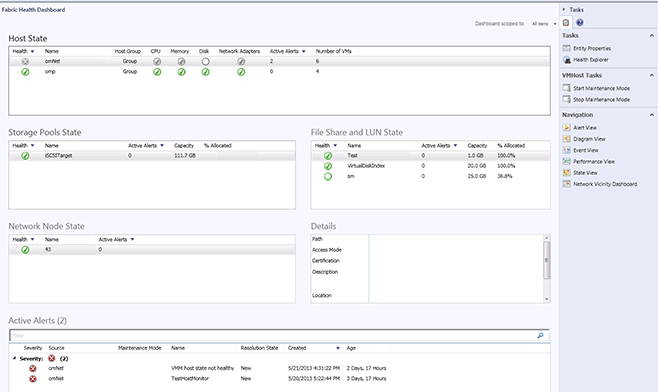 Fabric Health Dashboard
Dashboard scoped to All items
Host State
Health Name Host Group CPU Memory Disk Network Adapters Active Alerts Number of VMs
omNet Group 2 6
omp Group 0 4
Storage Pools State
Health Name Active Alerts Capacity % Allocated
iSCSITarget 0 111.7 GB
File Share and LUN State
Health Name Active Alerts Capacity % Allocated
Test 0 1.0 GB 100.0%
VirtualDiskIndex 0 20.0 GB 100.0%
sm 0 25.0 GB 36.8%
Network Node State
Health Name Active Alerts
43 0
Details
Path
Access Mode
Certification
Description
Location
Active Alerts (2)
Filter
Severity Source Maintenance Mode Name Resolution State Created Age
Severity: (2)
omNet VMM host state not healthy New 5/21/2013 4:31:22 PM 2 Days, 17 Hours
omNet TestHostMonitor New 5/20/2013 5:22:44 PM 3 Days, 17 Hours
Tasks
Tasks
Entity Properties
Health Explorer
VMHost Tasks
Start Maintenance Mode
Stop Maintenance Mode
Navigation
Alert View
Diagram View
Event View
Performance View
State View
Network Vicinity Dashboard